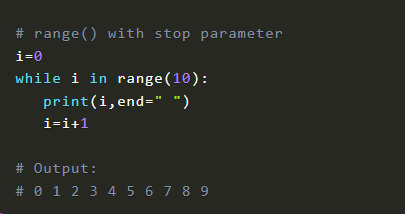 # range() with stop parameter
i=0
while i in range(10):
   print(i,end=" ")
   i=i+1

# Output:
# 0 1 2 3 4 5 6 7 8 9